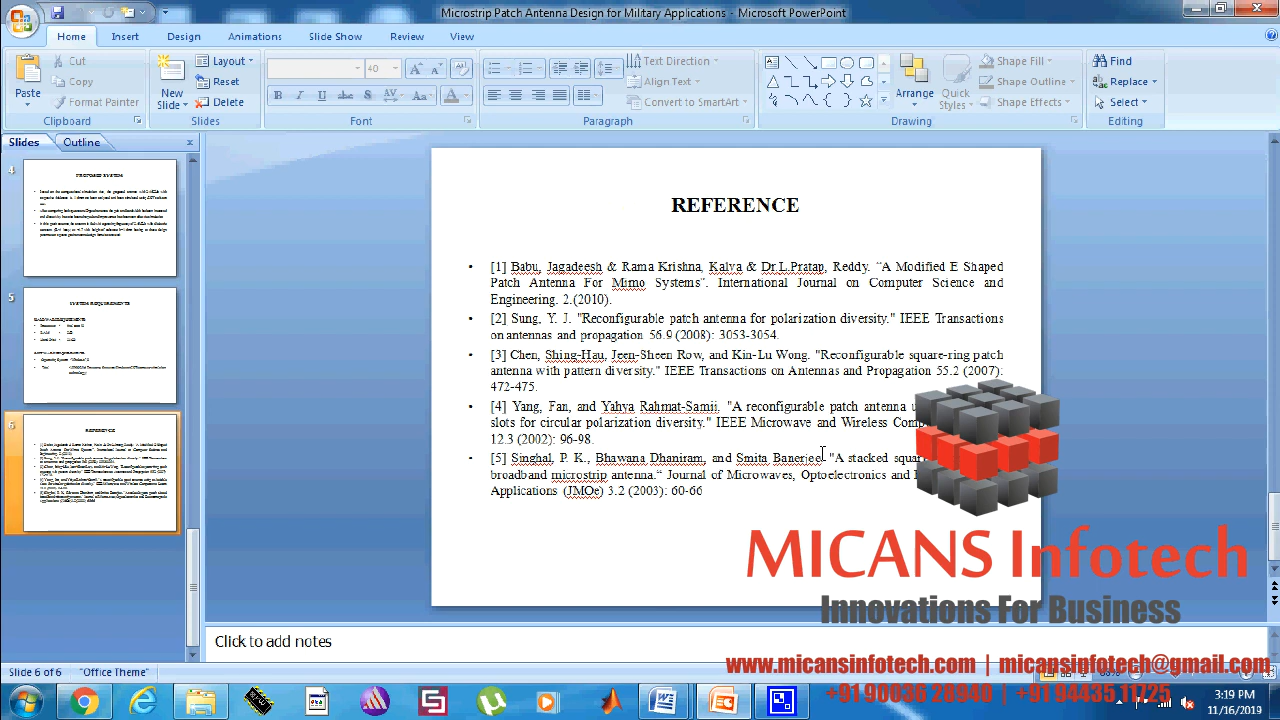 Microstrip Patch Antenna Design for Military Applications - Microsoft PowerPoint
Home Insert Design Animations Slide Show Review View
Paste
Cut
Copy
Format Painter
Clipboard
New Slide
Layout
Reset
Delete
Slides
40
Font
Text Direction
Align Text
Convert to SmartArt
Paragraph
Arrange
Quick Styles
Shape Fill
Shape Outline
Shape Effects
Drawing
Find
Replace
Select
Editing
Slides Outline
4
PROPOSED SYSTEM
5
SYSTEM REQUIREMENTS
6
REFERENCE
REFERENCE
• [1] Babu, Jagadeesh & Rama Krishna, Kalva & Dr.L.Pratap, Reddy. "A Modified E Shaped
Patch Antenna For Mimo Systems". International Journal on Computer Science and
Engineering. 2.(2010).
• [2] Sung, Y. J. "Reconfigurable patch antenna for polarization diversity." IEEE Transactions
on antennas and propagation 56.9 (2008): 3053-3054.
• [3] Chen, Shing-Hau, Jeen-Sheen Row, and Kin-Lu Wong. "Reconfigurable square-ring patch
antenna with pattern diversity." IEEE Transactions on Antennas and Propagation 55.2 (2007):
472-475.
• [4] Yang, Fan, and Yahya Rahmat-Samii. "A reconfigurable patch antenna
slots for circular polarization diversity." IEEE Microwave and Wireless
12.3 (2002): 96-98.
• [5] Singhal, P. K., Bhawana Dhaniram, and Smita Banerjee. "A stacked
broadband microstrip antenna." Journal of Microwaves, Optoelectronics and
Applications (JMOe) 3.2 (2003): 60-66
MICANS Infotech
Innovations For Business
Click to add notes
www.micansinfotech.com | micansinfotech@gmail.com
+91 90036 28940 | +91 94435 11725
Slide 6 of 6 "Office Theme"
3:19 PM
11/16/2019